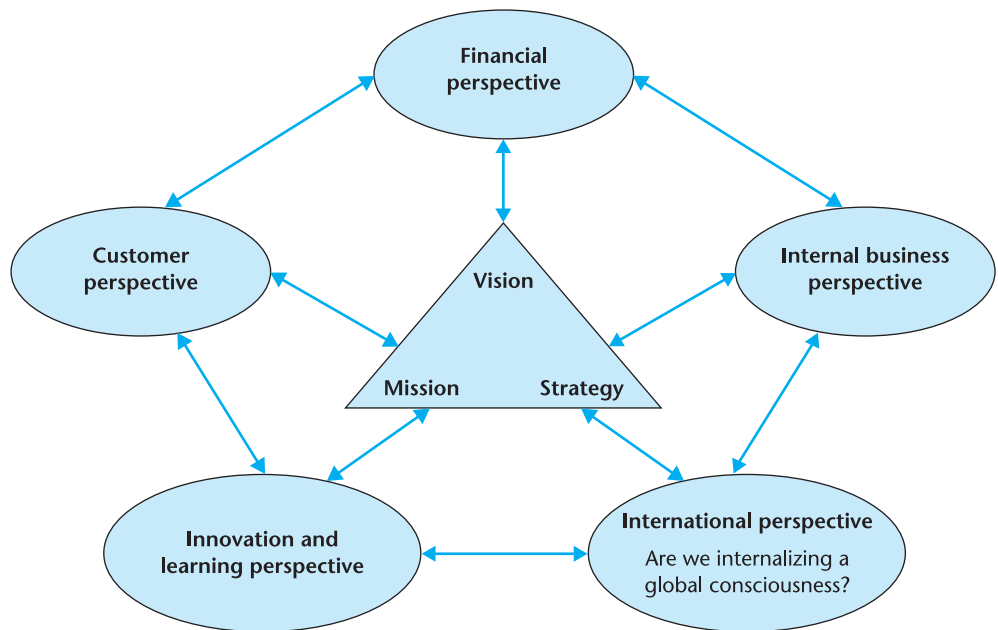 Financial
perspective
Customer
perspective
Vision
Mission
Strategy
Internal business
perspective
Innovation and
learning perspective
International perspective
Are we internalizing a
global consciousness?